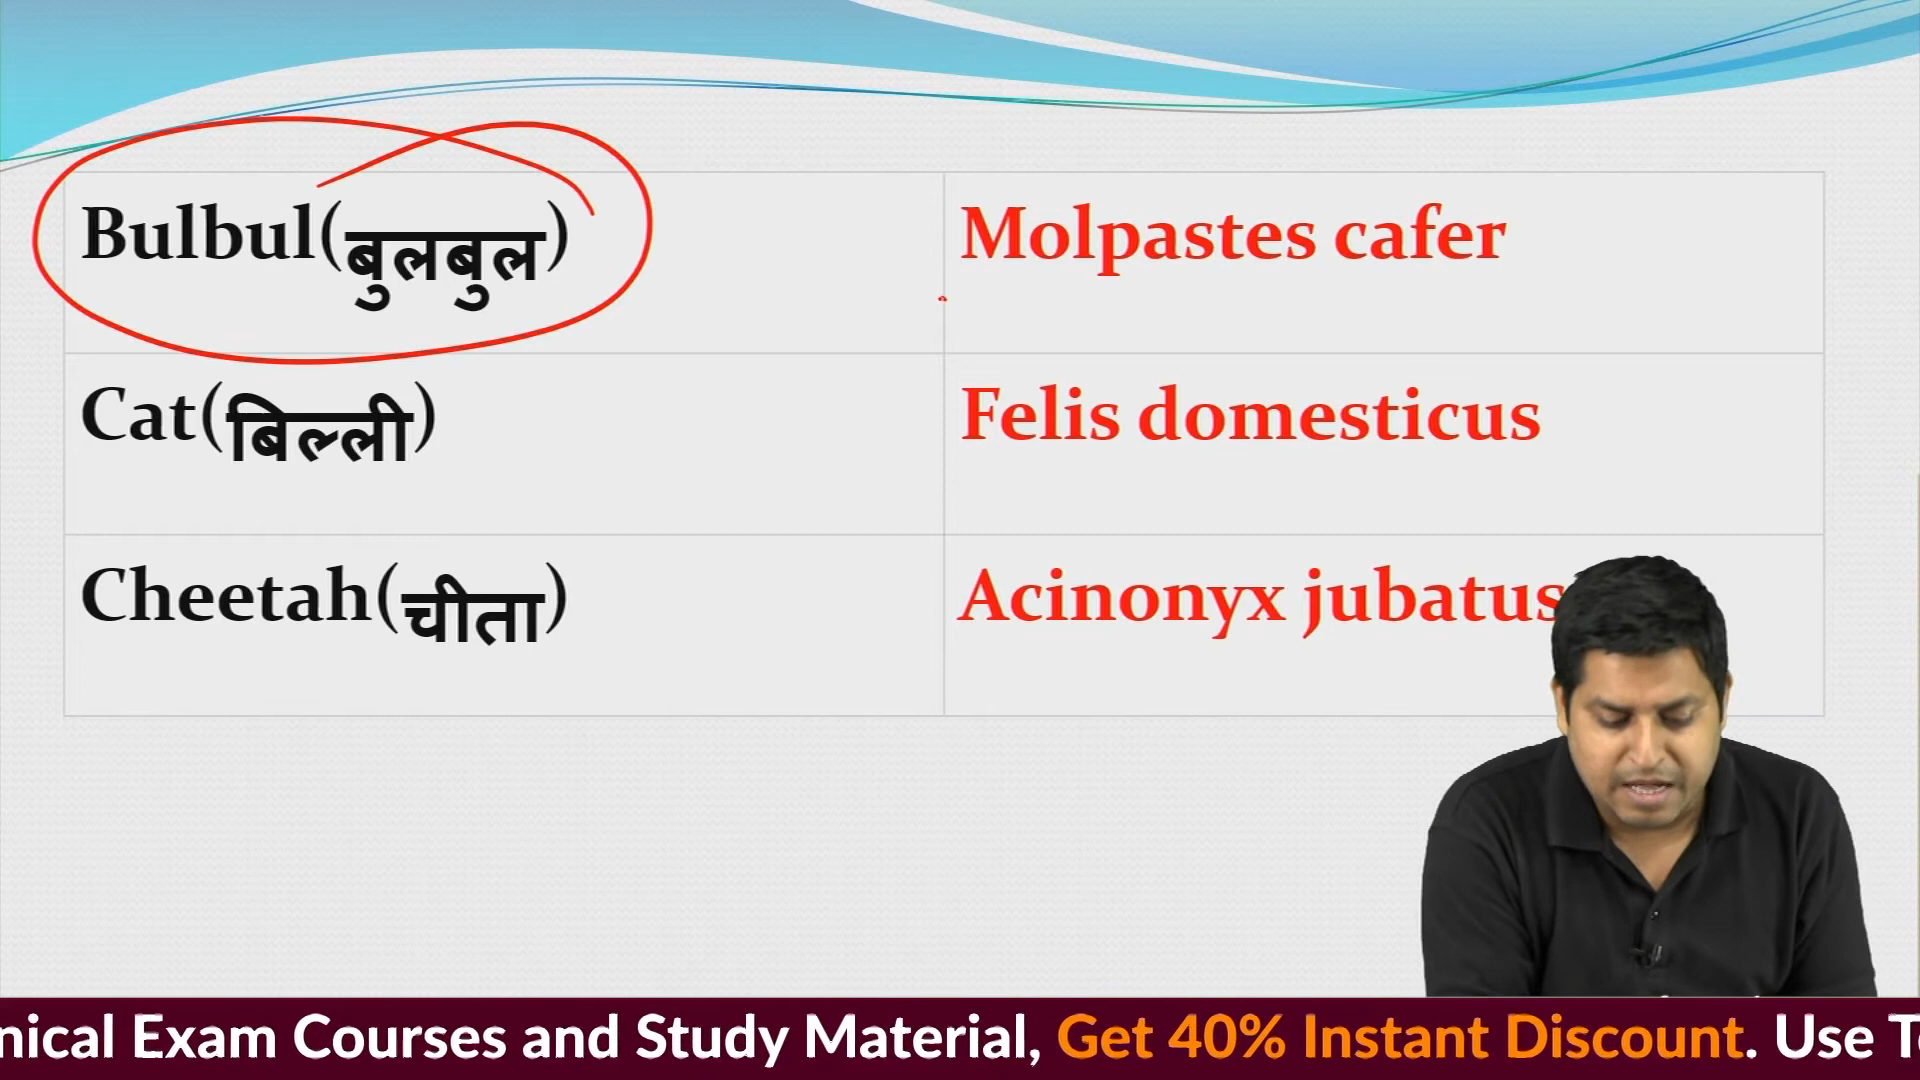 Bulbul(बुलबुल)
Molpastes cafer
Cat(बिल्ली)
Felis domesticus
Cheetah(चीता)
Acinonyx jubatus
nical Exam Courses and Study Material, Get 40% Instant Discount. Use